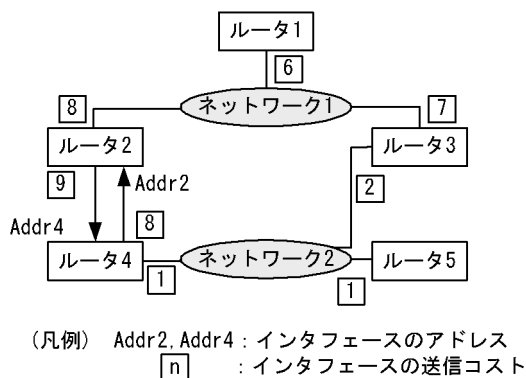 ルータ1
6
ネットワーク1
8
7
ルータ2
ルータ3
9
Addr2
2
Addr4
8
ルータ4
ネットワーク2
ルータ5
1
1
(凡例) Addr2,Addr4：インタフェースのアドレス
n ：インタフェースの送信コスト